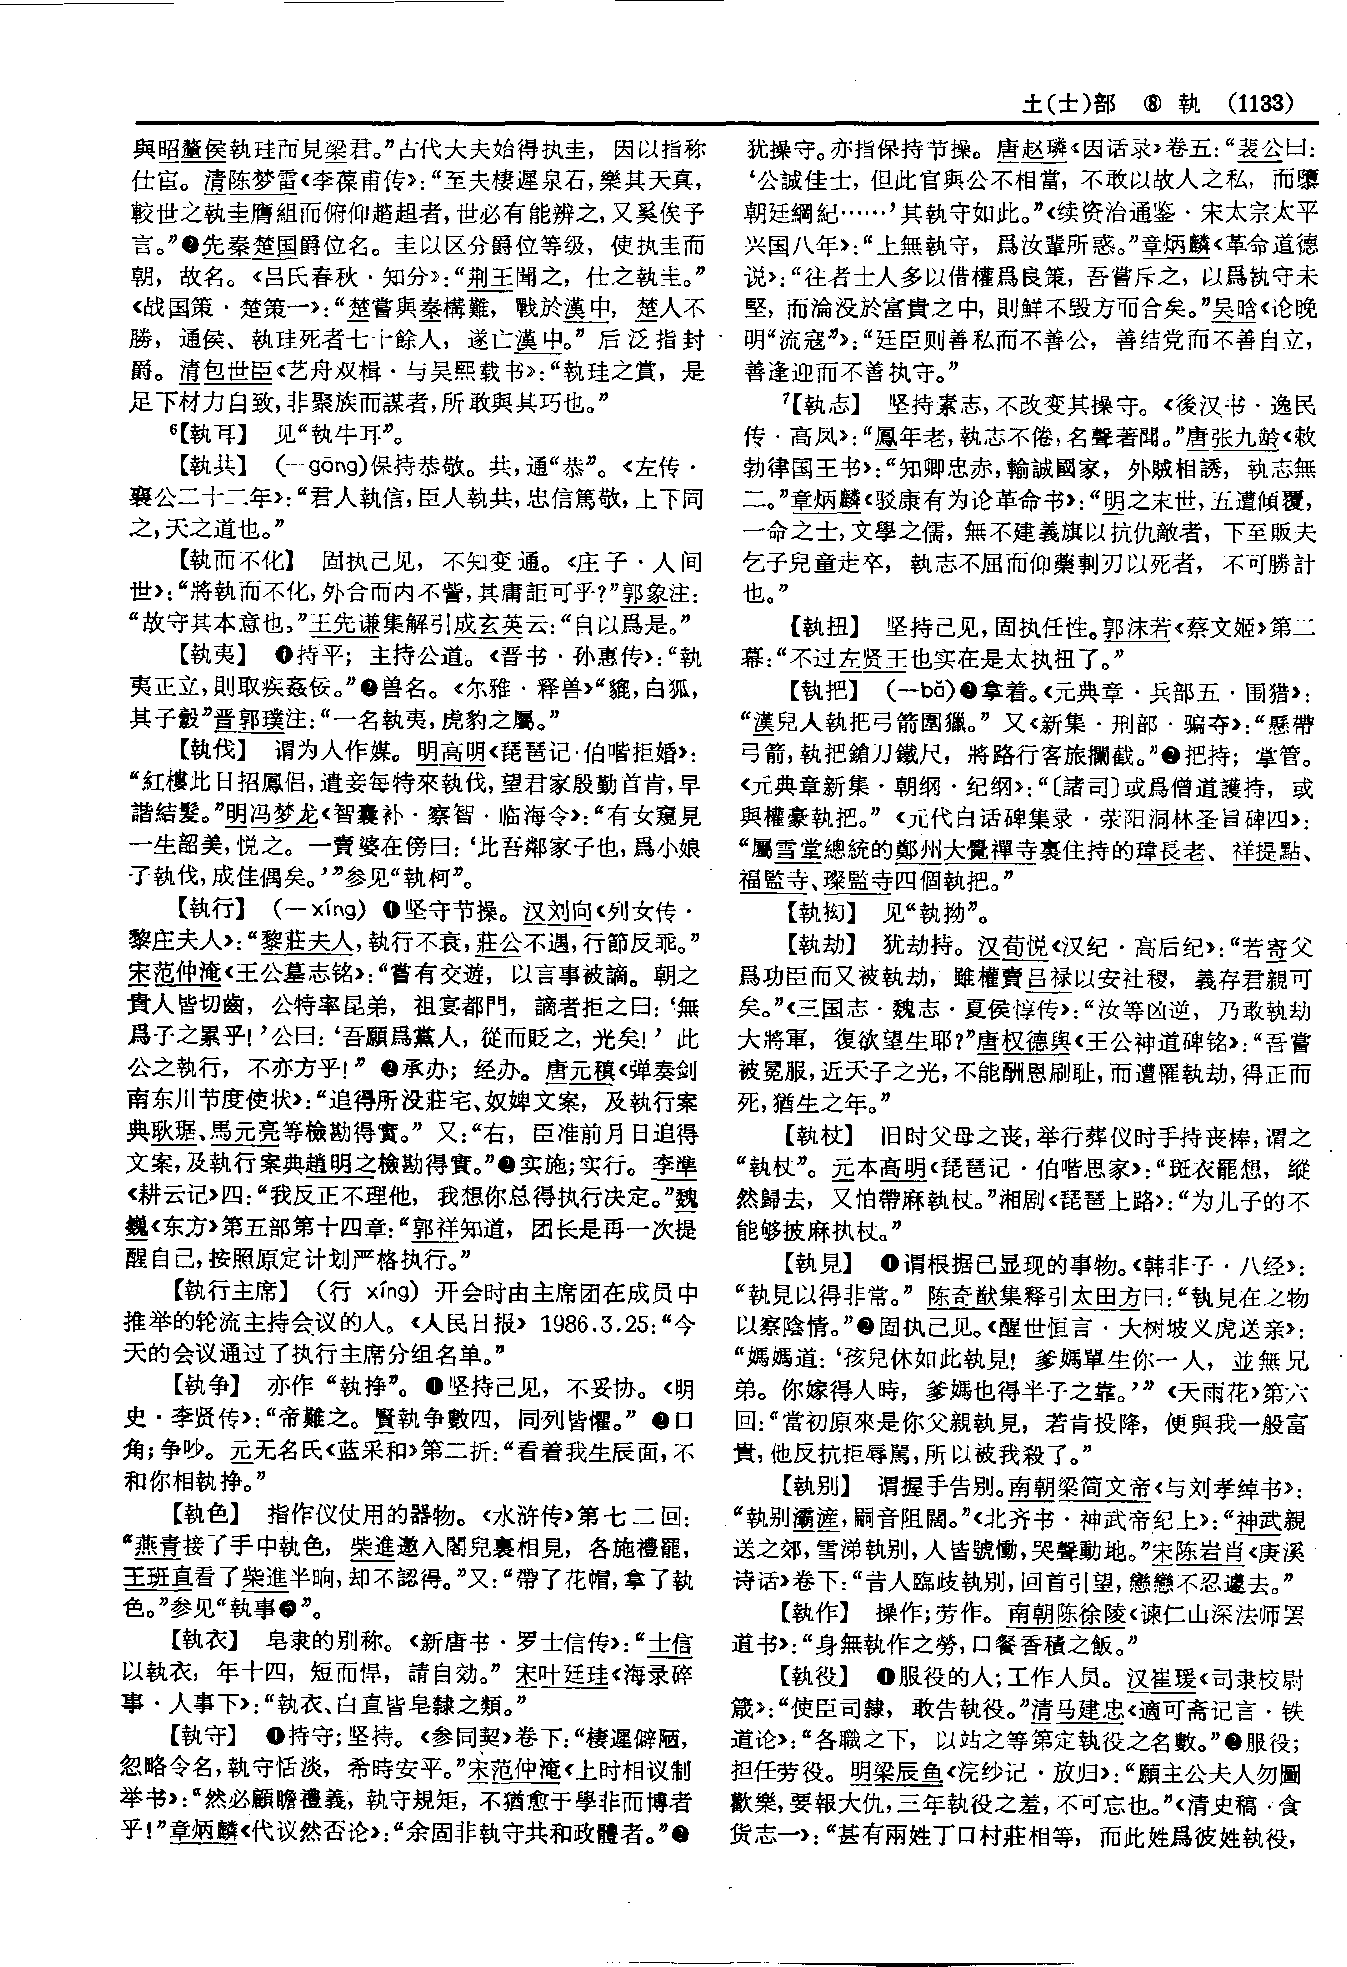 土(士)部　⑧　執　(1133)
與昭釐侯執珪而見梁君。”古代大夫始得执圭，因以指称
仕宦。清陈梦雷《李葆甫传》：“至夫棲遲泉石，樂其天真，
較世之執圭膺組而俯仰趦趄者，世必有能辨之，又奚俟予
言。”❷先秦楚国爵位名。圭以区分爵位等级，使执圭而
朝，故名。《吕氏春秋·知分》：“荆王聞之，仕之執圭。”
《战国策·楚策一》：“楚嘗與秦構難，戰於漢中，楚人不
勝，通侯、執珪死者七十餘人，遂亡漢中。”后泛指封
爵。清包世臣《艺舟双楫·与吴熙载书》：“執珪之賞，是
足下材力自致，非聚族而謀者，所敢與其巧也。”
⁶【執耳】　见“執牛耳”。
【執共】　(—gōng)保持恭敬。共，通“恭”。《左传·
襄公二十二年》：“君人執信，臣人執共，忠信篤敬，上下同
之，天之道也。”
【執而不化】　固执己见，不知变通。《庄子·人间
世》：“將執而不化，外合而内不訾，其庸詎可乎？”郭象注：
“故守其本意也。”王先谦集解引成玄英云：“自以爲是。”
【執夷】　❶持平；主持公道。《晋书·孙惠传》：“執
夷正立，則取疾姦佞。”❷兽名。《尔雅·释兽》“貔，白狐，
其子豰”晋郭璞注：“一名執夷，虎豹之屬。”
【執伐】　谓为人作媒。明高明《琵琶记·伯喈拒婚》：
“紅樓此日招鳳侣，遣妾每特來執伐，望君家殷勤首肯，早
諧結髮。”明冯梦龙《智囊补·察智·临海令》：“有女窺見
一生韶美，悦之。一賣婆在傍曰：‘此吾鄰家子也，爲小娘
子執伐，成佳偶矣。’”参见“執柯”。
【執行】　(—xíng)　❶坚守节操。汉刘向《列女传·
黎庄夫人》：“黎莊夫人，執行不衰，莊公不遇，行節反乖。”
宋范仲淹《王公墓志铭》：“嘗有交遊，以言事被謫。朝之
貴人皆切齒，公特率昆弟，祖宴都門，謫者拒之曰：‘無
爲子之累乎！’公曰：‘吾願爲黨人，從而貶之，光矣！’此
公之執行，不亦方乎！”❷承办；经办。唐元稹《弹奏剑
南东川节度使状》：“追得所没莊宅、奴婢文案，及執行案
典耿琚、馬元亮等檢勘得實。”又：“右，臣准前月日追得
文案，及執行案典趙明之檢勘得實。”❸实施；实行。李準
《耕云记》四：“我反正不理他，我想你总得执行决定。”魏
巍《东方》第五部第十四章：“郭祥知道，团长是再一次提
醒自己，按照原定计划严格执行。”
【執行主席】　(行 xíng)　开会时由主席团在成员中
推举的轮流主持会议的人。《人民日报》1986.3.25：“今
天的会议通过了执行主席分组名单。”
【執争】　亦作“執挣”。❶坚持己见，不妥协。《明
史·李贤传》：“帝難之。賢執争數四，同列皆懼。”❷口
角；争吵。元无名氏《蓝采和》第二折：“看着我生辰面，不
和你相執挣。”
【執色】　指作仪仗用的器物。《水浒传》第七二回：
“燕青接了手中執色，柴進邀入閣兒裏相見，各施禮罷，
王班直看了柴進半晌，却不認得。”又：“帶了花帽，拿了執
色。”参见“執事❺”。
【執衣】　皂隶的别称。《新唐书·罗士信传》：“士信
以執衣，年十四，短而悍，請自効。”宋叶廷珪《海录碎
事·人事下》：“執衣、白直皆皂隸之類。”
【執守】　❶持守；坚持。《参同契》卷下：“棲遲僻陋，
忽略令名，執守恬淡，希時安平。”宋范仲淹《上时相议制
举书》：“然必顧瞻禮義，執守規矩，不猶愈于學非而博者
乎！”章炳麟《代议然否论》：“余固非執守共和政體者。”❷
犹操守。亦指保持节操。唐赵璘《因话录》卷五：“裴公曰：
‘公誠佳士，但此官與公不相當，不敢以故人之私，而隳
朝廷綱紀……’其執守如此。”《续资治通鉴·宋太宗太平
兴国八年》：“上無執守，爲汝輩所惑。”章炳麟《革命道德
说》：“往者士人多以借權爲良策，吾嘗斥之，以爲執守未
堅，而淪没於富貴之中，則鮮不毁方而合矣。”吴晗《论晚
明“流寇”》：“廷臣则善私而不善公，善结党而不善自立，
善逢迎而不善执守。”
⁷【執志】　坚持素志，不改变其操守。《後汉书·逸民
传·高凤》：“鳳年老，執志不倦，名聲著聞。”唐张九龄《敕
勃律国王书》：“知卿忠赤，輸誠國家，外賊相誘，執志無
二。”章炳麟《驳康有为论革命书》：“明之末世，五遭傾覆，
一命之士，文學之儒，無不建義旗以抗仇敵者，下至販夫
乞子兒童走卒，執志不屈而仰藥剚刃以死者，不可勝計
也。”
【執扭】　坚持己见，固执任性。郭沫若《蔡文姬》第二
幕：“不过左贤王也实在是太执扭了。”
【執把】　(—bǎ)❶拿着。《元典章·兵部五·围猎》：
“漢兒人執把弓箭圍獵。”又《新集·刑部·骗夺》：“懸帶
弓箭，執把鎗刀鐵尺，將路行客旅攔截。”❷把持；掌管。
《元典章新集·朝纲·纪纲》：“〔諸司〕或爲僧道護持，或
與權豪執把。”《元代白话碑集录·荥阳洞林圣旨碑四》：
“屬雪堂總統的鄭州大覺禪寺裏住持的瑋長老、祥提點、
福監寺、璨監寺四個執把。”
【執抝】　见“執拗”。
【執劫】　犹劫持。汉荀悦《汉纪·高后纪》：“若寄父
爲功臣而又被執劫，雖權賣吕禄以安社稷，義存君親可
矣。”《三国志·魏志·夏侯惇传》：“汝等凶逆，乃敢執劫
大將軍，復欲望生耶？”唐权德舆《王公神道碑铭》：“吾嘗
被冕服，近天子之光，不能酬恩刷耻，而遭罹執劫，得正而
死，猶生之年。”
【執杖】　旧时父母之丧，举行葬仪时手持丧棒，谓之
“執杖”。元本高明《琵琶记·伯喈思家》：“斑衣罷想，縱
然歸去，又怕帶麻執杖。”湘剧《琵琶上路》：“为儿子的不
能够披麻执杖。”
【執見】　❶谓根据已显现的事物。《韩非子·八经》：
“執見以得非常。”陈奇猷集释引太田方曰：“執見在之物
以察陰情。”❷固执己见。《醒世恒言·大树坡义虎送亲》：
“媽媽道：‘孩兒休如此執見！爹媽單生你一人，並無兄
弟。你嫁得人時，爹媽也得半子之靠。’”《天雨花》第六
回：“當初原來是你父親執見，若肯投降，便與我一般富
貴，他反抗拒辱駡，所以被我殺了。”
【執别】　谓握手告别。南朝梁简文帝《与刘孝绰书》：
“執别灞滻，嗣音阻闊。”《北齐书·神武帝纪上》：“神武親
送之郊，雪涕執别，人皆號慟，哭聲動地。”宋陈岩肖《庚溪
诗话》卷下：“昔人臨歧執别，回首引望，戀戀不忍遽去。”
【執作】　操作；劳作。南朝陈徐陵《谏仁山深法师罢
道书》：“身無執作之勞，口餐香積之飯。”
【執役】　❶服役的人；工作人员。汉崔瑗《司隶校尉
箴》：“使臣司隸，敢告執役。”清马建忠《適可斋记言·铁
道论》：“各職之下，以站之等第定執役之名數。”❷服役；
担任劳役。明梁辰鱼《浣纱记·放归》：“願主公夫人勿圖
歡樂，要報大仇，三年執役之羞，不可忘也。”《清史稿·食
货志一》：“甚有兩姓丁口村莊相等，而此姓爲彼姓執役，